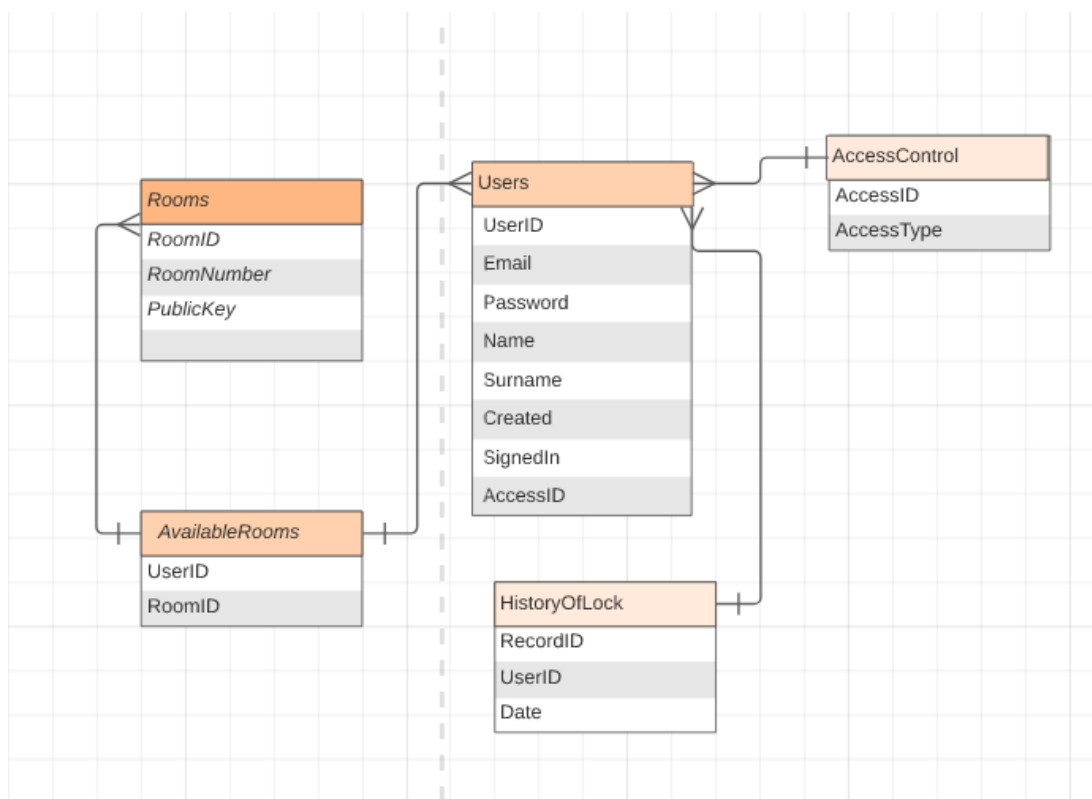 Rooms
RoomID
RoomNumber
PublicKey
AvailableRooms
UserID
RoomID
Users
UserID
Email
Password
Name
Surname
Created
SignedIn
AccessID
HistoryOfLock
RecordID
UserID
Date
AccessControl
AccessID
AccessType